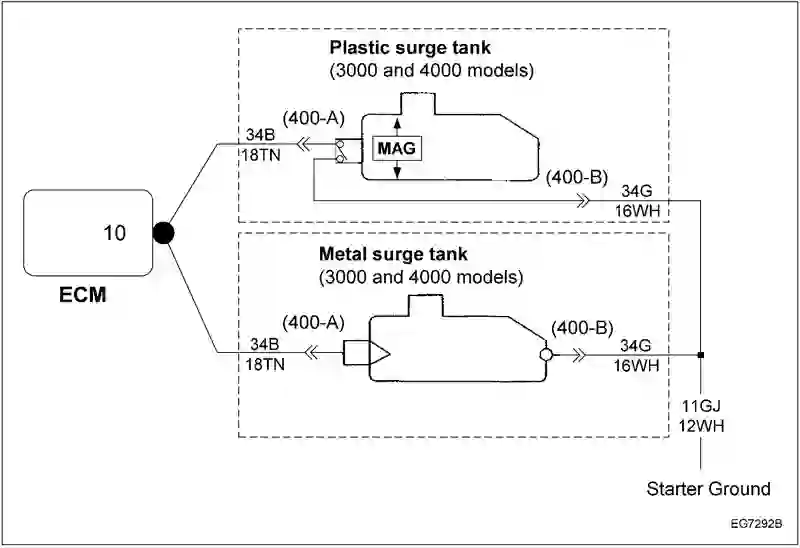 Plastic surge tank
(3000 and 4000 models)
(400-A)
34B
18TN
MAG
(400-B)
34G
16WH
10
ECM
Metal surge tank
(3000 and 4000 models)
(400-A)
34B
18TN
(400-B)
34G
16WH
11GJ
12WH
Starter Ground
EG7292B